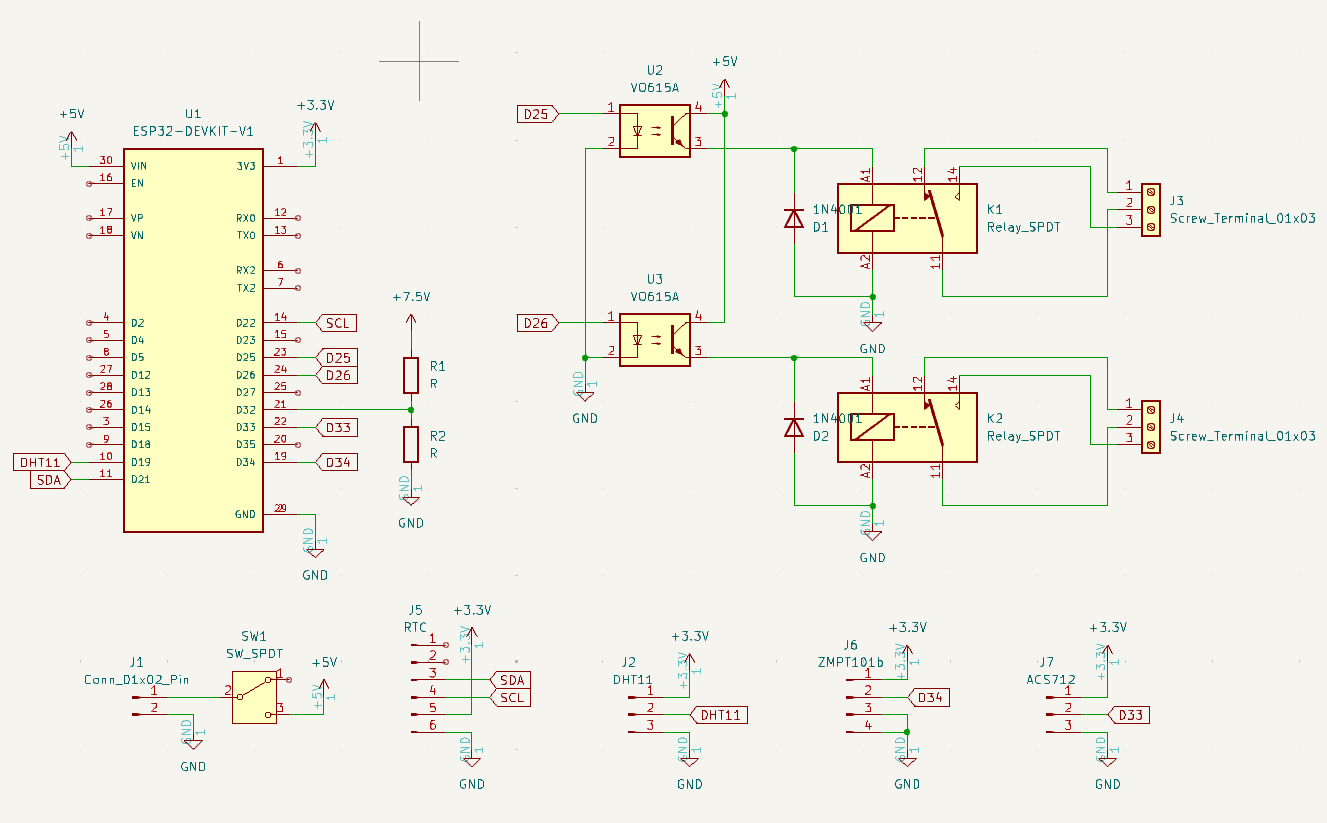 +5V
+5V
1
U1
ESP32-DEVKIT-V1
+3.3V
+3.3V
1
30 VIN 3V3 1
16 EN
17 VP RX0 12
18 VN TX0 13
RX2 6
TX2 7
4 D2 D22 14 SCL
5 D4 D23 15
8 D5 D25 23 D25
27 D12 D26 24 D26
28 D13 D27 25
26 D14 D32 21
3 D15 D33 22 D33
9 D18 D35 20
DHT11 10 D19 D34 19 D34
SDA 11 D21
GND
GND
1
GND
+7.5V
R1
R
R2
R
GND
1
GND
U2
VO615A
+5V
+5V
1
D25 1 4
2 3
U3
VO615A
D26 1 4
2 3
GND
1
GND
1N4001
D1
A1 12 14
A2 11
K1
Relay_SPDT
GND
1
GND
1
2
3
J3
Screw_Terminal_01x03
1N4001
D2
A1 12 14
A2 11
K2
Relay_SPDT
GND
1
GND
1
2
3
J4
Screw_Terminal_01x03
J1
Conn_01x02_Pin
1
2
GND
1
GND
SW1
SW_SPDT
1
2
3
+5V
+5V
1
J5
RTC
+3.3V
+3.3V
1
1
2
3 SDA
4 SCL
5
6
GND
1
GND
J2
DHT11
+3.3V
+3.3V
1
1
2 DHT11
3
GND
1
GND
J6
ZMPT101b
+3.3V
+3.3V
1
1
2 D34
3
4
GND
1
GND
J7
ACS712
+3.3V
+3.3V
1
1
2 D33
3
GND
1
GND